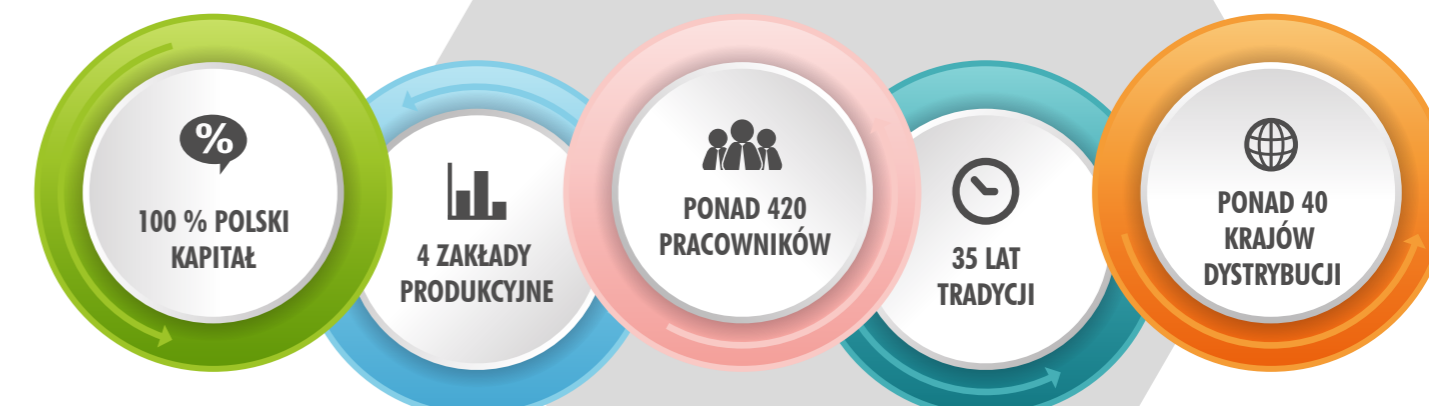 %
100 % POLSKI
KAPITAŁ
4 ZAKŁADY
PRODUKCYJNE
PONAD 420
PRACOWNIKÓW
35 LAT
TRADYCJI
PONAD 40
KRAJÓW
DYSTRYBUCJI